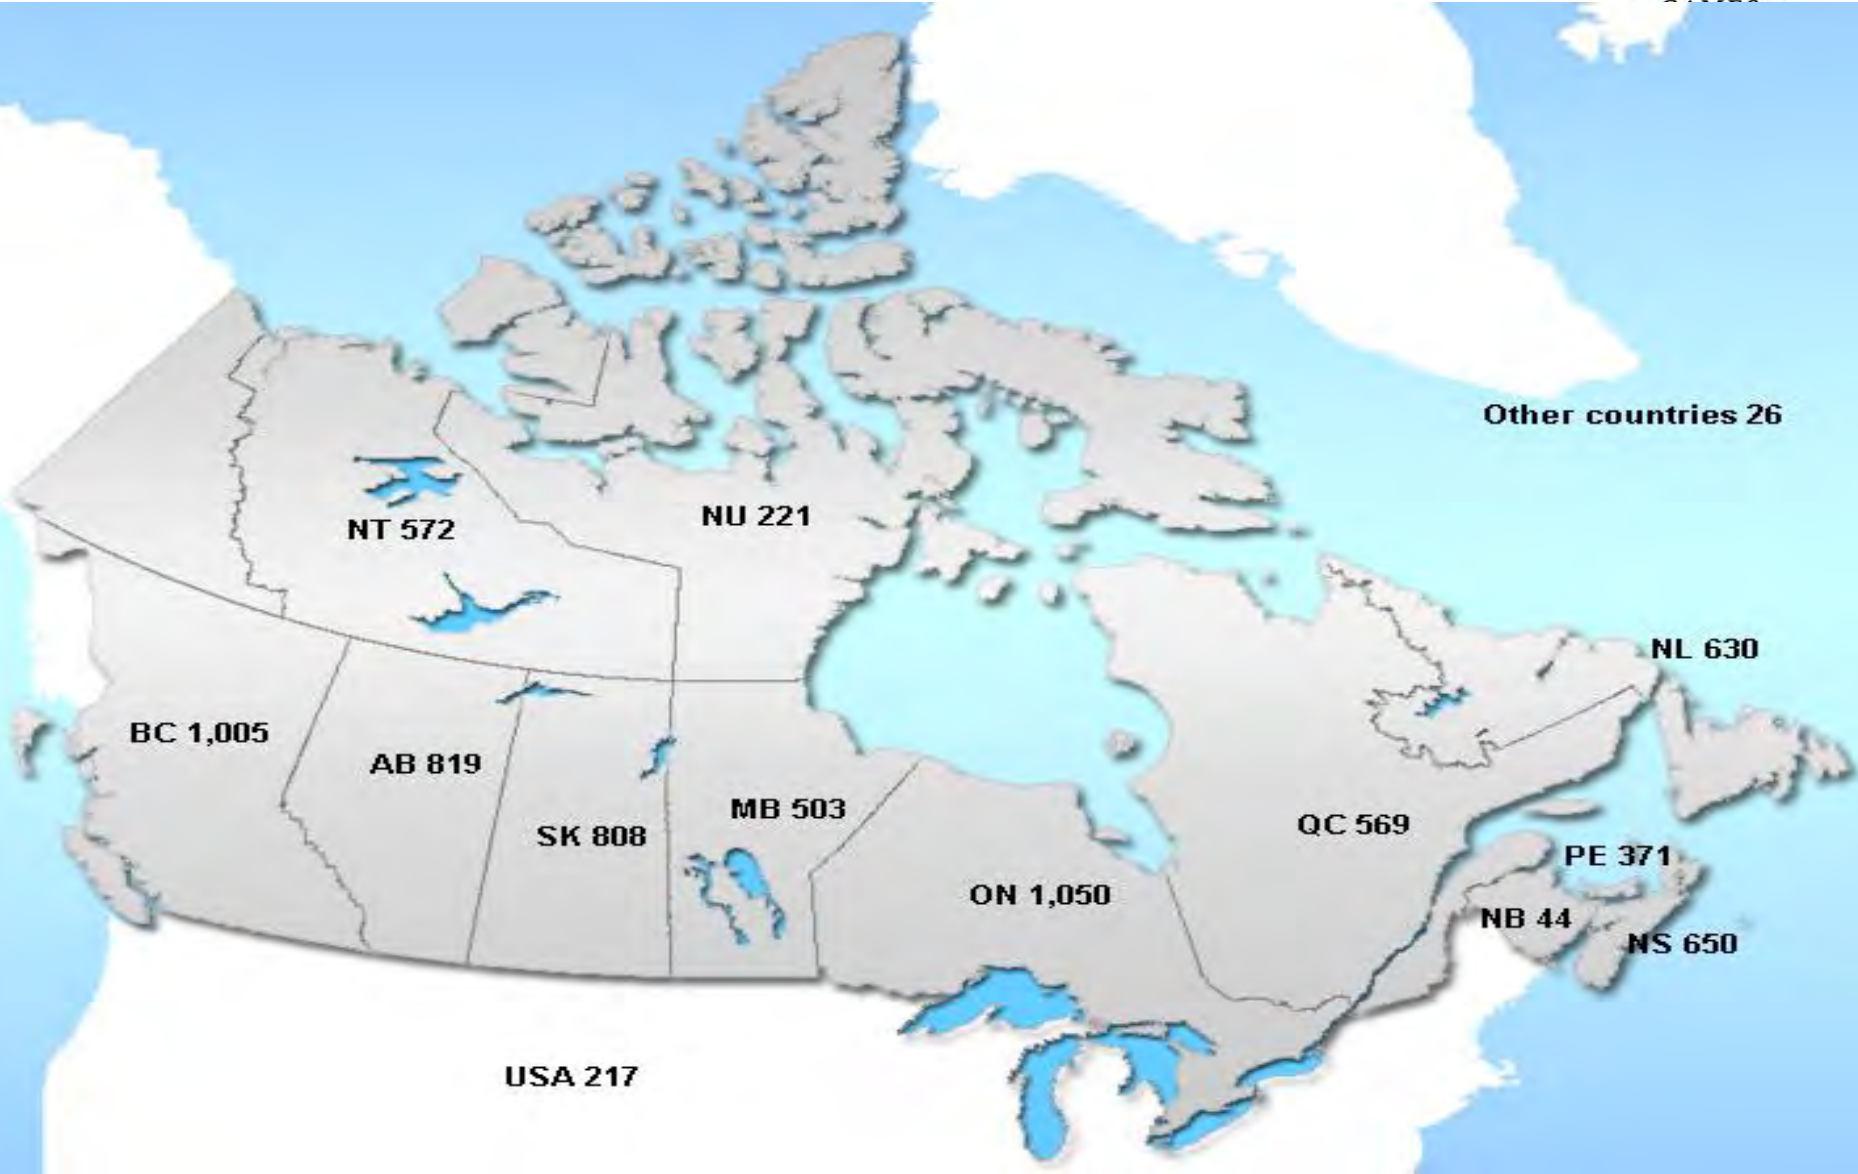 Other countries 26
NU 221
NT 572
NL 630
BC 1,005
AB 819
MB 503
QC 569
SK 808
PE 371
ON 1,050
NB 44
NS 650
USA 217